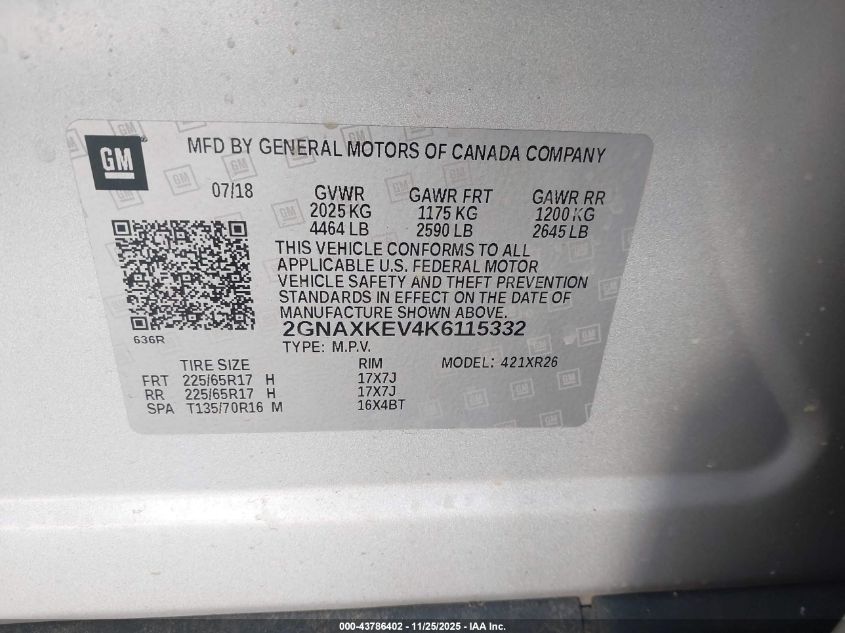 GM
MFD BY GENERAL MOTORS OF CANADA COMPANY
07/18 GVWR GAWR FRT GAWR RR
2025 KG 1175 KG 1200 KG
4464 LB 2590 LB 2645 LB
THIS VEHICLE CONFORMS TO ALL
APPLICABLE U.S. FEDERAL MOTOR
VEHICLE SAFETY AND THEFT PREVENTION
STANDARDS IN EFFECT ON THE DATE OF
MANUFACTURE SHOWN ABOVE.
2GNAXKEV4K6115332
636R TYPE: M.P.V.
TIRE SIZE RIM MODEL: 421XR26
FRT 225/65R17 H 17X7J
RR 225/65R17 H 17X7J
SPA T135/70R16 M 16X4BT
000-43786402 - 11/25/2025 - IAA Inc.